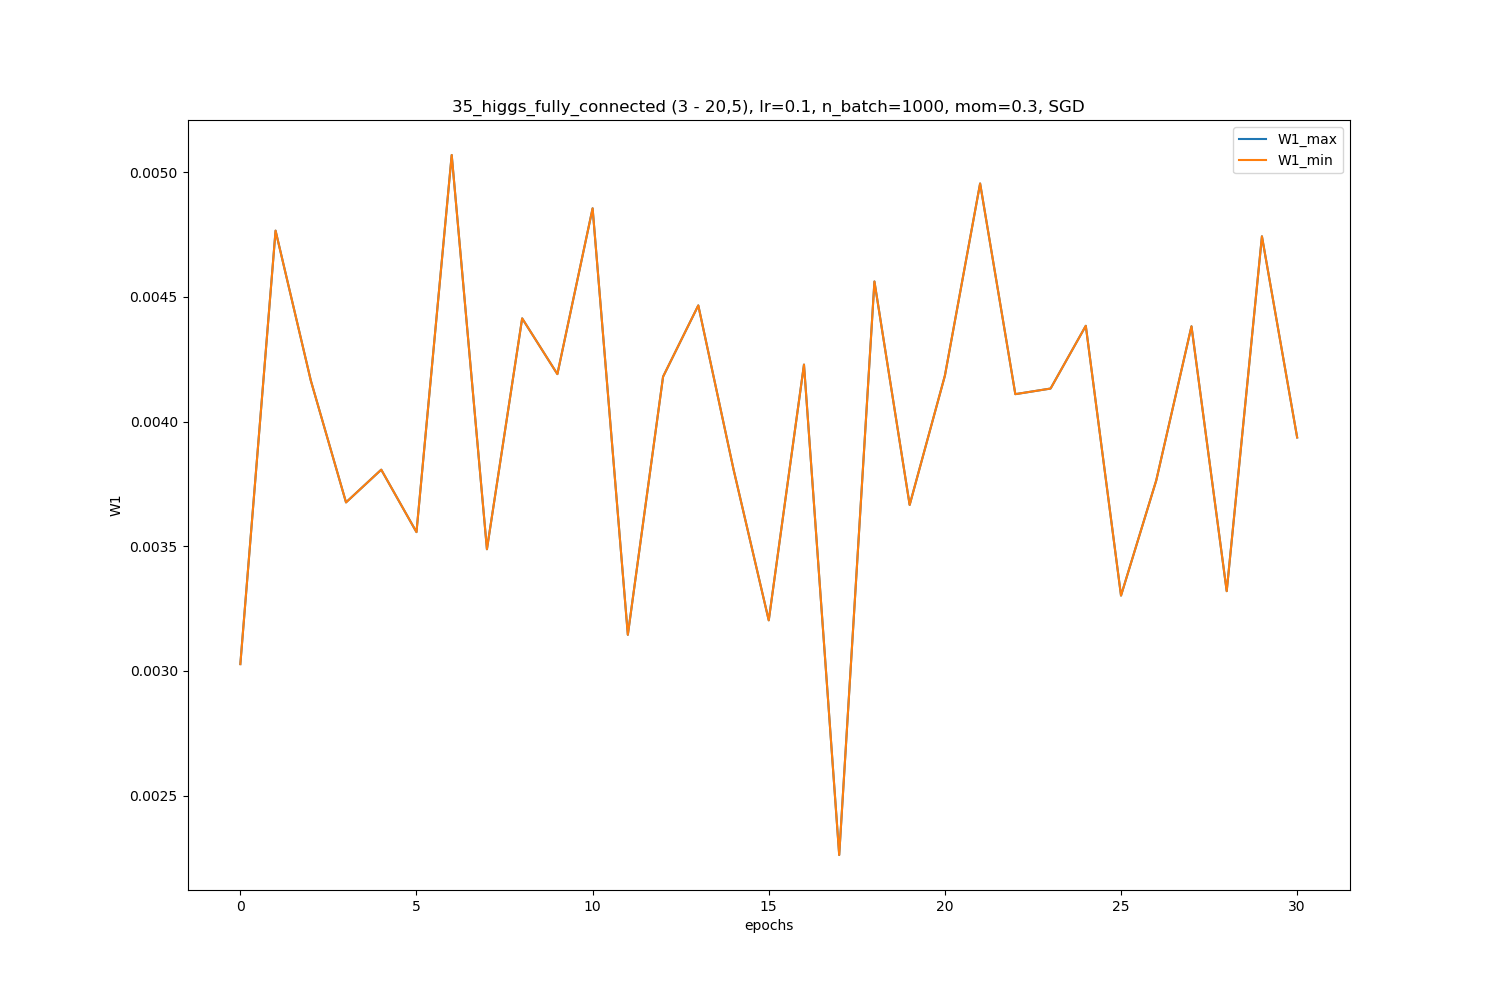 35_higgs_fully_connected (3 - 20,5), lr=0.1, n_batch=1000, mom=0.3, SGD
W1_max
W1_min
0.0050
0.0045
0.0040
0.0035
0.0030
0.0025
W1
0 5 10 15 20 25 30
epochs